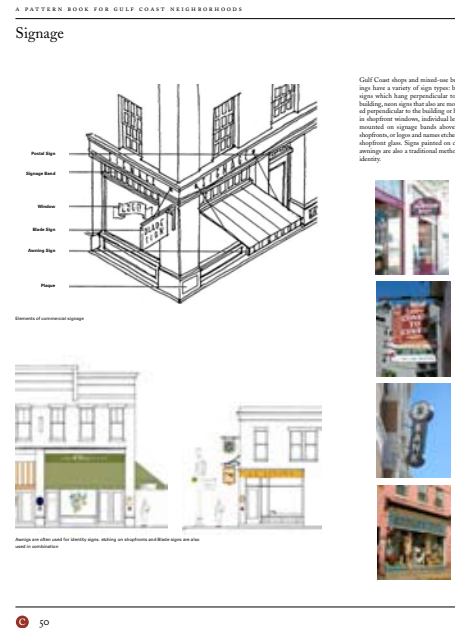 A PATTERN BOOK FOR GULF COAST NEIGHBORHOODS
Signage
Gulf Coast shops and mixed-use bu
ings have a variety of sign types: b
signs which hang perpendicular to
building, neon signs that also are mo
ed perpendicular to the building or h
in shopfront windows, individual le
mounted on signage bands above
shopfronts, or logos and names etche
shopfront glass. Signs painted on c
awnings are also a traditional metho
identity.
Postal Sign
Signage Band
Window
Blade Sign
Awning Sign
Plaque
LOGO
BLADE
SIGN
Elements of commercial signage
Awnigs are often used for identity signs. etching on shopfronts and Blade signs are also
used in combination
C 50